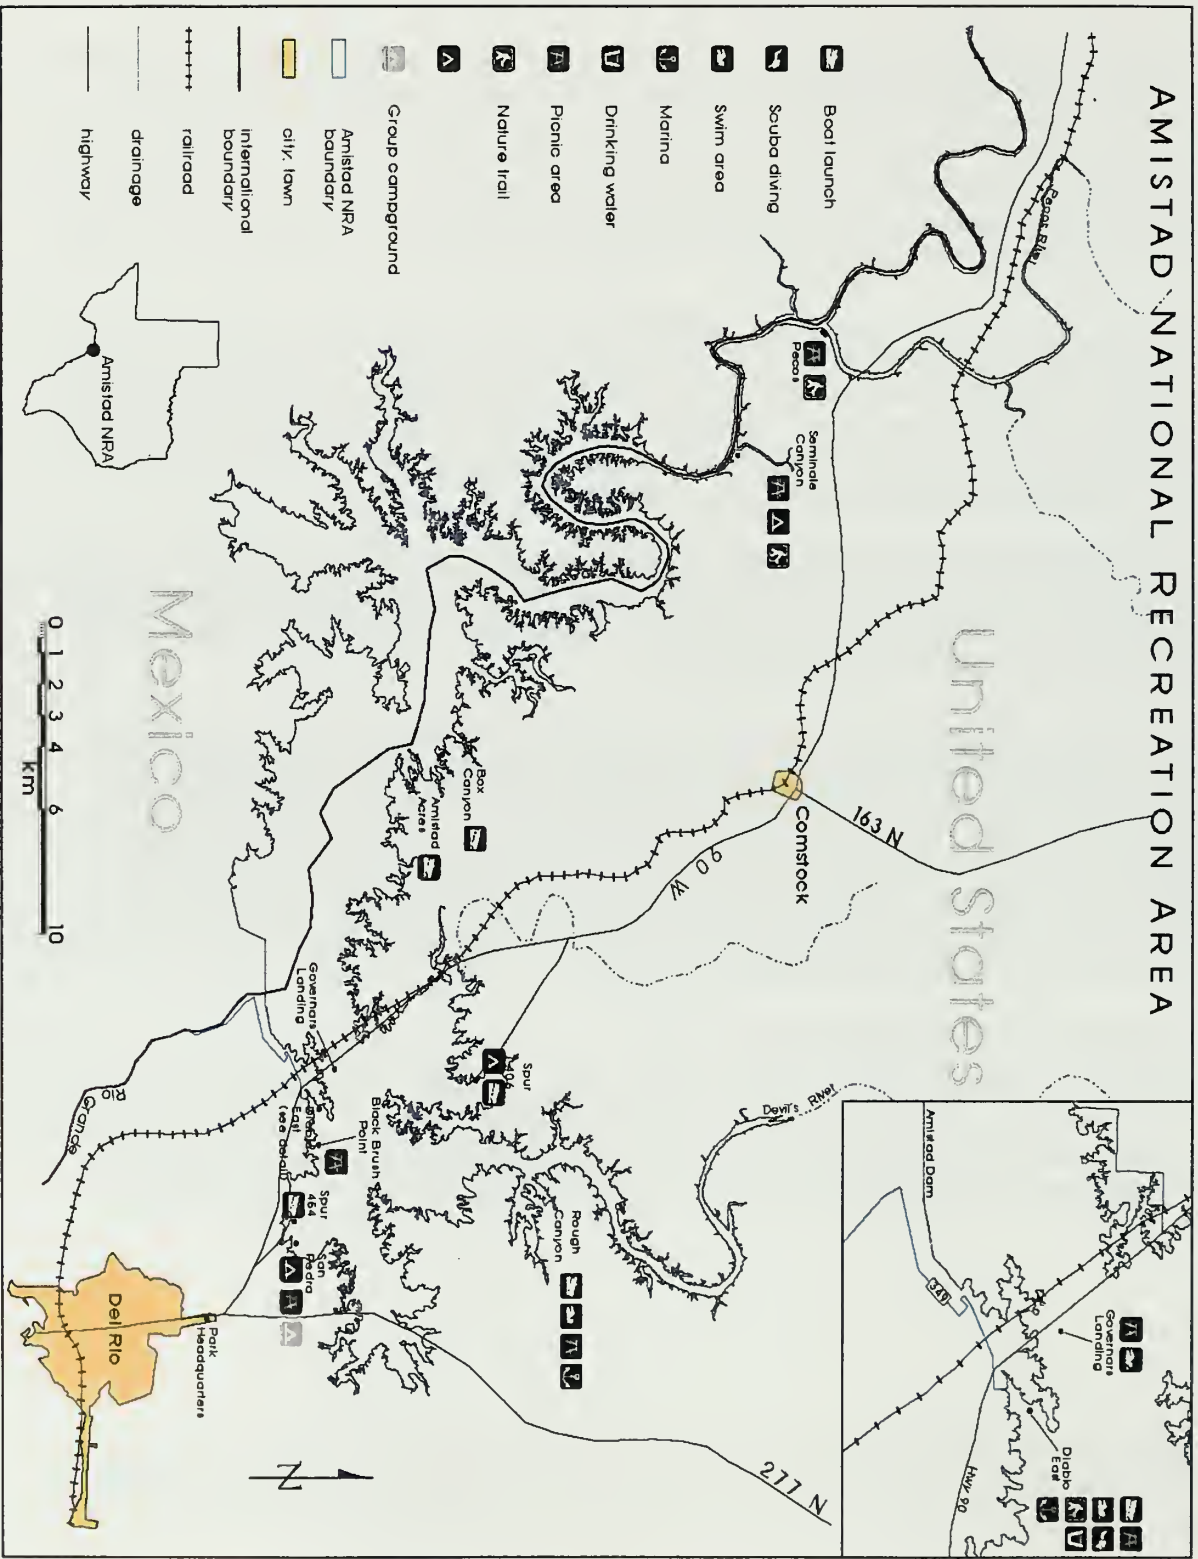 AMISTAD NATIONAL RECREATION AREA
Boat launch
Scuba diving
Swim area
Marina
Drinking water
Picnic area
Nature trail
Group campground
Amistad NRA
boundary
city, town
international
boundary
railroad
drainage
highway
Amistad NRA
Pecos River
Pecos
Seminole
Canyon
United States
Mexico
0 1 2 3 4 6 10
km
Comstock
163 N
90 W
Box
Canyon
Amistad
Acres
Spur
406
Governors
Landing
Rio
Grande
East
(see detail)
Black Brush
Point
Spur
464
San
Pedra
Devil's River
Rough
Canyon
Park
Headquarters
Del Rio
277 N
N
Amistad Dam
349
Governors
Landing
Diablo
East
Hwy 90